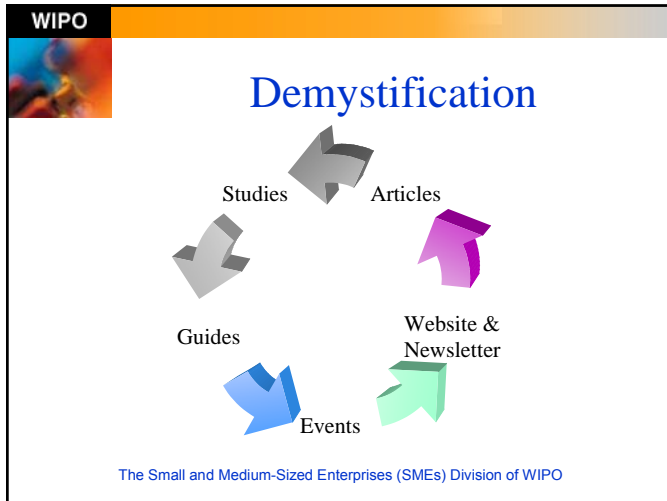 WIPO
Demystification
Studies
Articles
Guides
Website &
Newsletter
Events
The Small and Medium-Sized Enterprises (SMEs) Division of WIPO